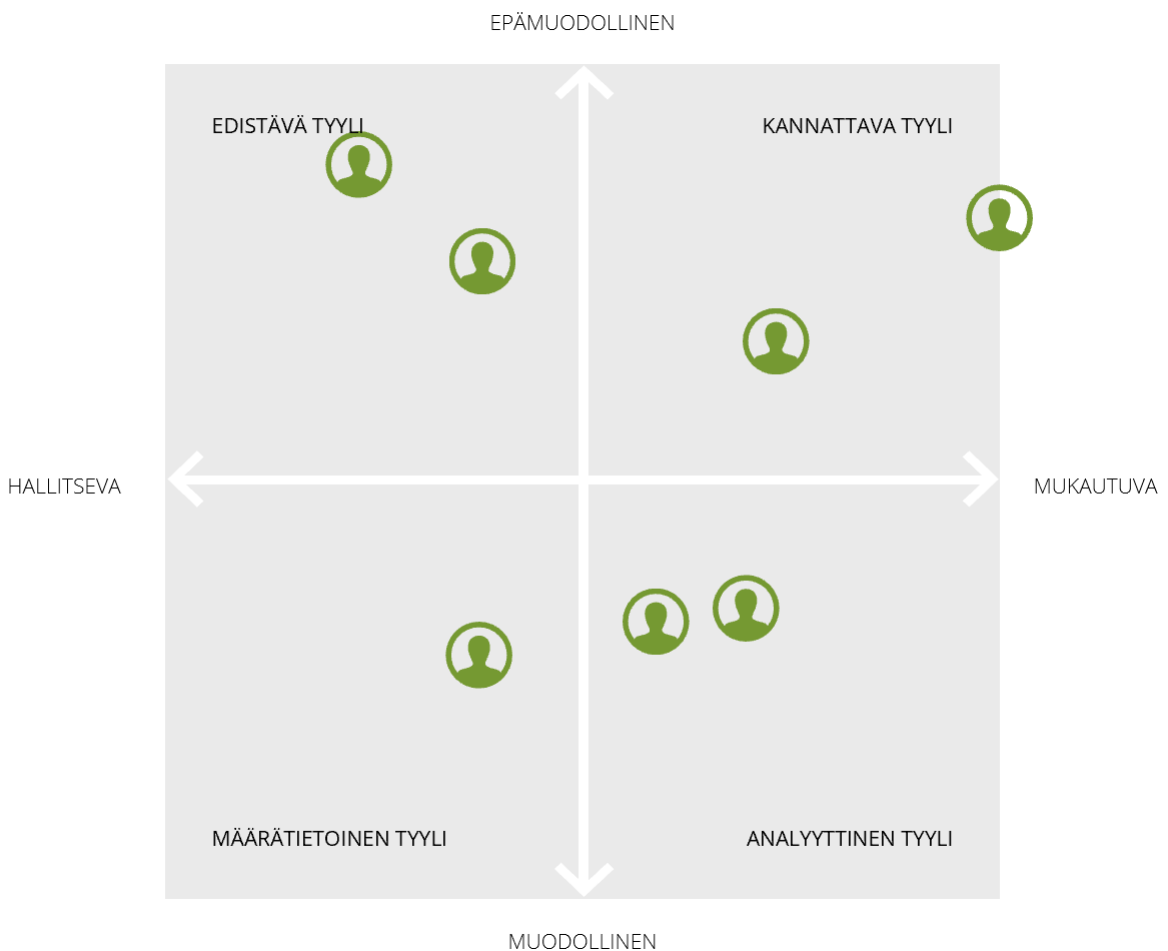 EPÄMUODOLLINEN
EDISTÄVÄ TYYLI
KANNATTAVA TYYLI
HALLITSEVA
MUKAUTUVA
MÄÄRÄTIETOINEN TYYLI
ANALYYTTINEN TYYLI
MUODOLLINEN